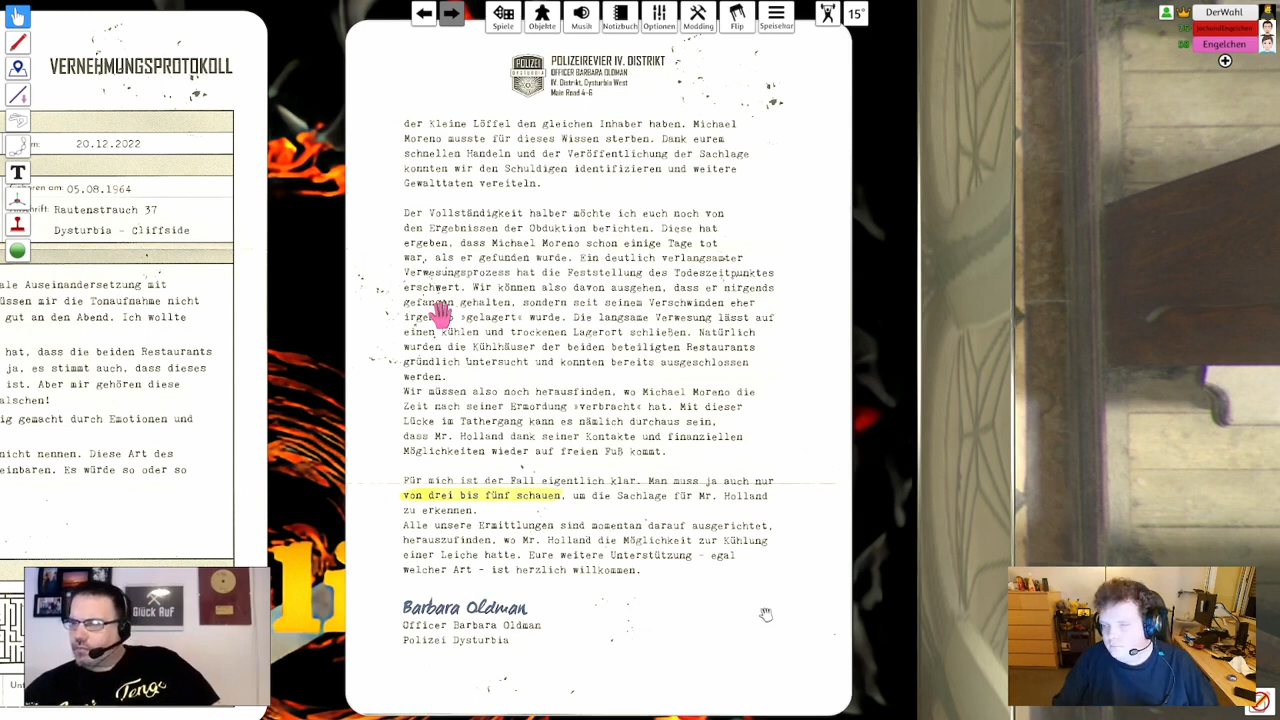 Spiele
Objekte
Musik
Notizbuch
Optionen
Modding
Flip
15°
DerWahl
Engelchen
VERNEHMUNGSPROTOKOLL
20.12.2022
05.08.1964
Rautenstrauch 37
Dysturbia – Cliffside
ale Auseinandersetzung mit
üssen mir die Tonaufnahme nicht
gut an den Abend. Ich wollte
hat, dass die beiden Restaurants
ja, es stimmt auch, dass dieses
ist. Aber mir gehören diese
alschen!
ig gemacht durch Emotionen und
nicht nennen. Diese Art des
einbaren. Es würde so oder so
POLIZEI
DYSTURBIA
POLIZEIREVIER IV. DISTRIKT
OFFICER BARBARA OLDMAN
IV. Distrikt, Dysturbia West
Main Road 4-6
der Kleine Löffel den gleichen Inhaber haben. Michael
Moreno musste für dieses Wissen sterben. Dank eurem
schnellen Handeln und der Veröffentlichung der Sachlage
konnten wir den Schuldigen identifizieren und weitere
Gewalttaten vereiteln.
Der Vollständigkeit halber möchte ich euch noch von
den Ergebnissen der Obduktion berichten. Diese hat
ergeben, dass Michael Moreno schon einige Tage tot
war, als er gefunden wurde. Ein deutlich verlangsamter
Verwesungsprozess hat die Feststellung des Todeszeitpunktes
erschwert. Wir können also davon ausgehen, dass er nirgends
gefangen gehalten, sondern seit seinem Verschwinden eher
»gelagert« wurde. Die langsame Verwesung lässt auf
einen kühlen und trockenen Lagerort schließen. Natürlich
wurden die Kühlhäuser der beiden beteiligten Restaurants
gründlich untersucht und konnten bereits ausgeschlossen
werden.
Wir müssen also noch herausfinden, wo Michael Moreno die
Zeit nach seiner Ermordung »verbracht« hat. Mit dieser
Lücke im Tathergang kann es nämlich durchaus sein,
dass Mr. Holland dank seiner Kontakte und finanziellen
Möglichkeiten wieder auf freien Fuß kommt.
Für mich ist der Fall eigentlich klar. Man muss ja auch nur
von drei bis fünf schauen, um die Sachlage für Mr. Holland
zu erkennen.
Alle unsere Ermittlungen sind momentan darauf ausgerichtet,
herauszufinden, wo Mr. Holland die Möglichkeit zur Kühlung
einer Leiche hatte. Eure weitere Unterstützung – egal
welcher Art – ist herzlich willkommen.
Barbara Oldman
Officer Barbara Oldman
Polizei Dysturbia
Glück Auf